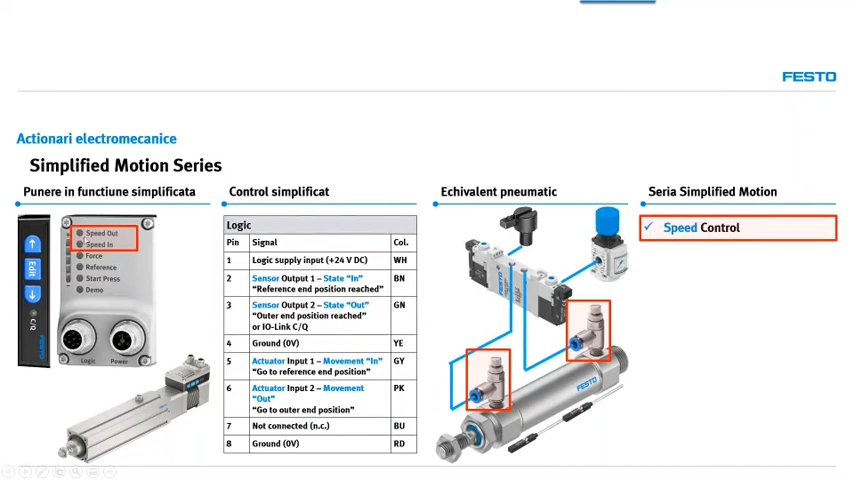 FESTO
Actionari electromecanice
Simplified Motion Series
Punere in functiune simplificata
Control simplificat
Echivalent pneumatic
Seria Simplified Motion
Edit
C/Q
FESTO
Speed Out
Speed In
Force
Reference
Start Press
Demo
Logic
Power
Logic
Pin Signal Col.
1 Logic supply input (+24 V DC) WH
2 Sensor Output 1 – State “In” BN
“Reference end position reached”
3 Sensor Output 2 – State “Out” GN
“Outer end position reached”
or IO-Link C/Q
4 Ground (0V) YE
5 Actuator Input 1 – Movement “In” GY
“Go to reference end position”
6 Actuator Input 2 – Movement PK
“Out”
“Go to outer end position”
7 Not connected (n.c.) BU
8 Ground (0V) RD
FESTO
✓ Speed Control